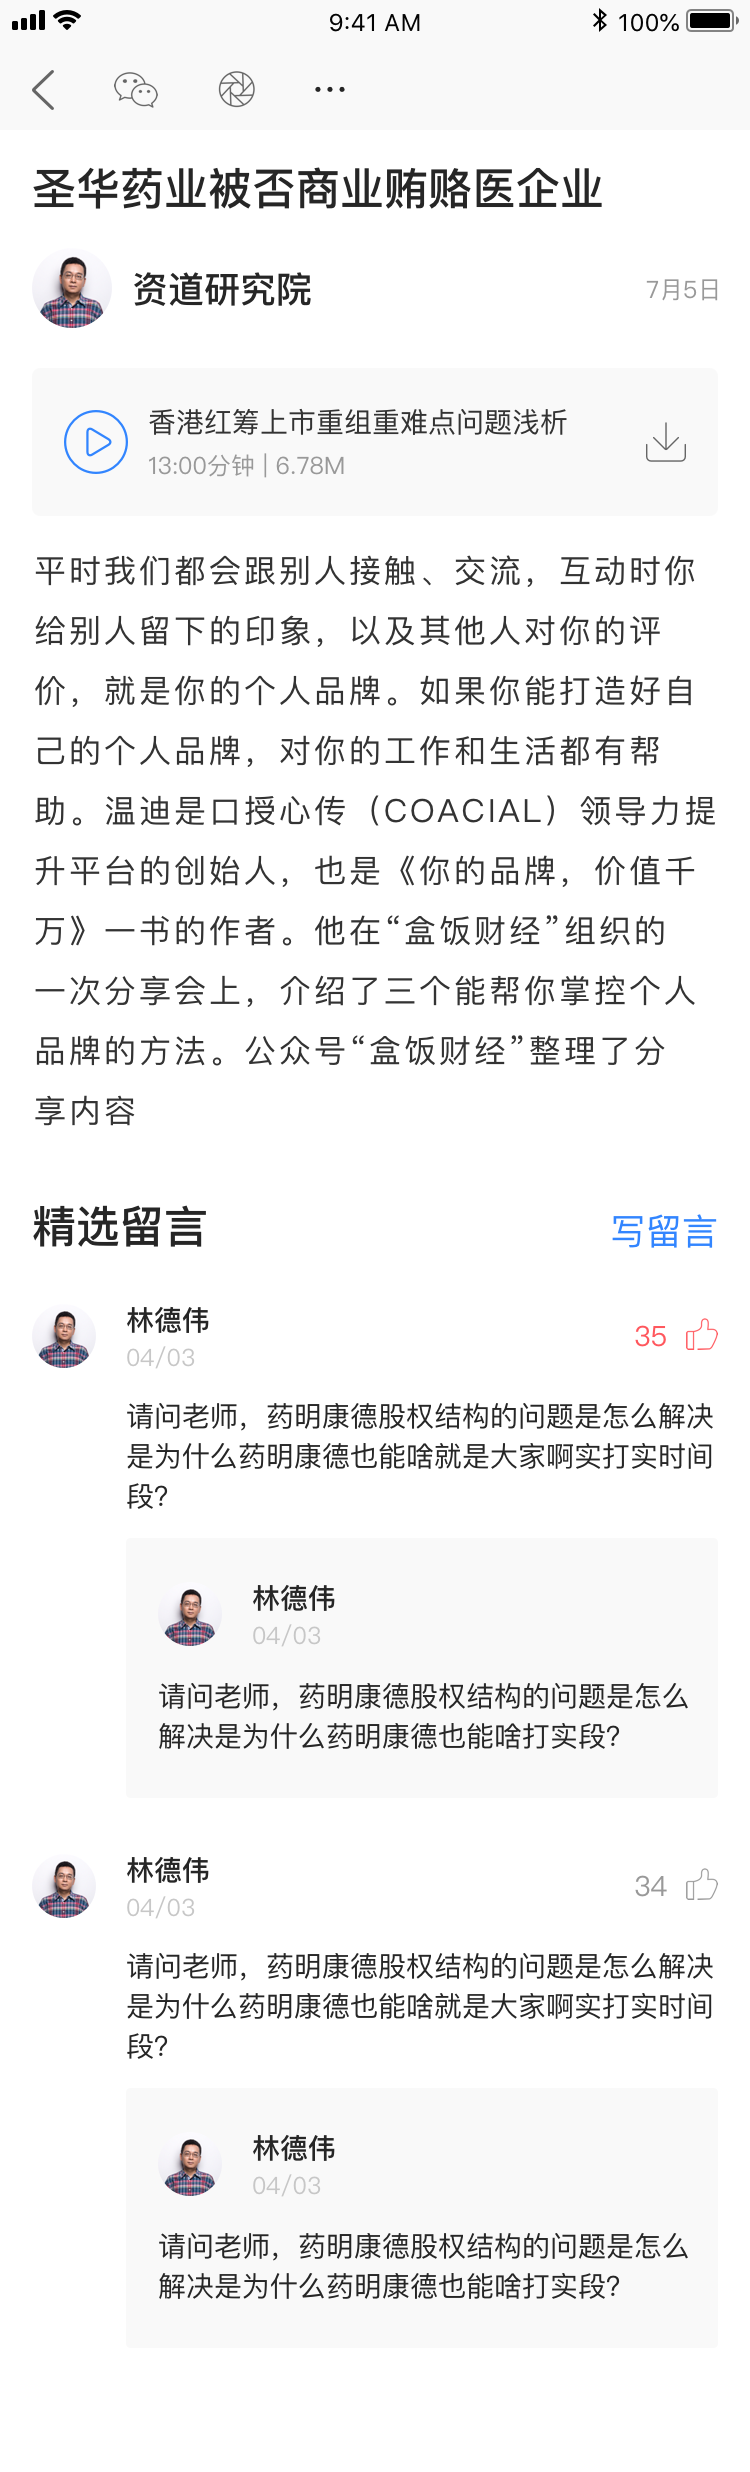 9:41 AM
100%
圣华药业被否商业贿赂医企业
资道研究院
7月5日
香港红筹上市重组重难点问题浅析
13:00分钟 | 6.78M
平时我们都会跟别人接触、交流，互动时你
给别人留下的印象，以及其他人对你的评
价，就是你的个人品牌。如果你能打造好自
己的个人品牌，对你的工作和生活都有帮
助。温迪是口授心传（COACIAL）领导力提
升平台的创始人，也是《你的品牌，价值千
万》一书的作者。他在“盒饭财经”组织的
一次分享会上，介绍了三个能帮你掌控个人
品牌的方法。公众号“盒饭财经”整理了分
享内容
精选留言
写留言
林德伟
04/03
35
请问老师，药明康德股权结构的问题是怎么解决
是为什么药明康德也能啥就是大家啊实打实时间
段?
林德伟
04/03
请问老师，药明康德股权结构的问题是怎么
解决是为什么药明康德也能啥打实段?
林德伟
04/03
34
请问老师，药明康德股权结构的问题是怎么解决
是为什么药明康德也能啥就是大家啊实打实时间
段?
林德伟
04/03
请问老师，药明康德股权结构的问题是怎么
解决是为什么药明康德也能啥打实段?